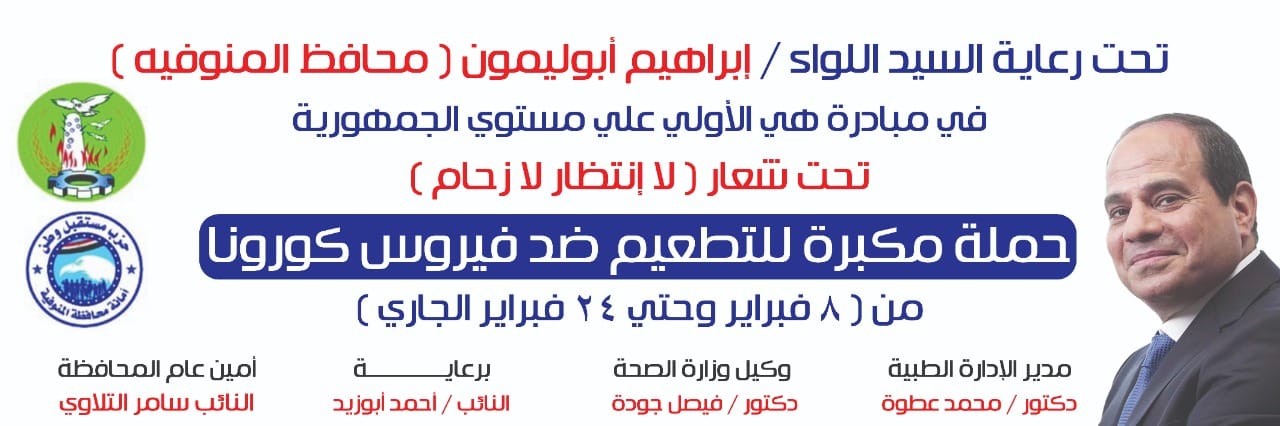 تحت رعاية السيد اللواء / إبراهيم أبوليمون ( محافظ المنوفيه )
في مبادرة هي الأولي علي مستوي الجمهورية
تحت شعار ( لا إنتظار لا زحام )
حملة مكبرة للتطعيم ضد فيروس كورونا
من ( ٨ فبراير وحتي ٢٤ فبراير الجاري )
حزب مستقبل وطن
أمانة محافظة المنوفية
مدير الإدارة الطبية
دكتور / محمد عطوة
وكيل وزارة الصحة
دكتور / فيصل جودة
برعايـــــــــــة
النائب / أحمد أبوزيد
أمين عام المحافظة
النائب سامر التلاوي